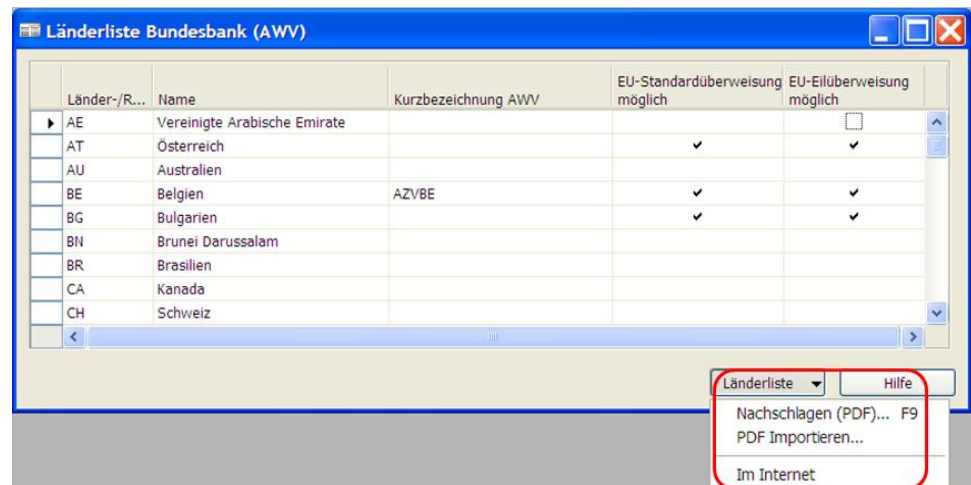 Länderliste Bundesbank (AWV)
Länder-/R... Name Kurzbezeichnung AWV EU-Standardüberweisung möglich EU-Eilüberweisung möglich
AE Vereinigte Arabische Emirate
AT Österreich
AU Australien
BE Belgien AZVBE
BG Bulgarien
BN Brunei Darussalam
BR Brasilien
CA Kanada
CH Schweiz
Länderliste Hilfe
Nachschlagen (PDF)... F9
PDF Importieren...
Im Internet